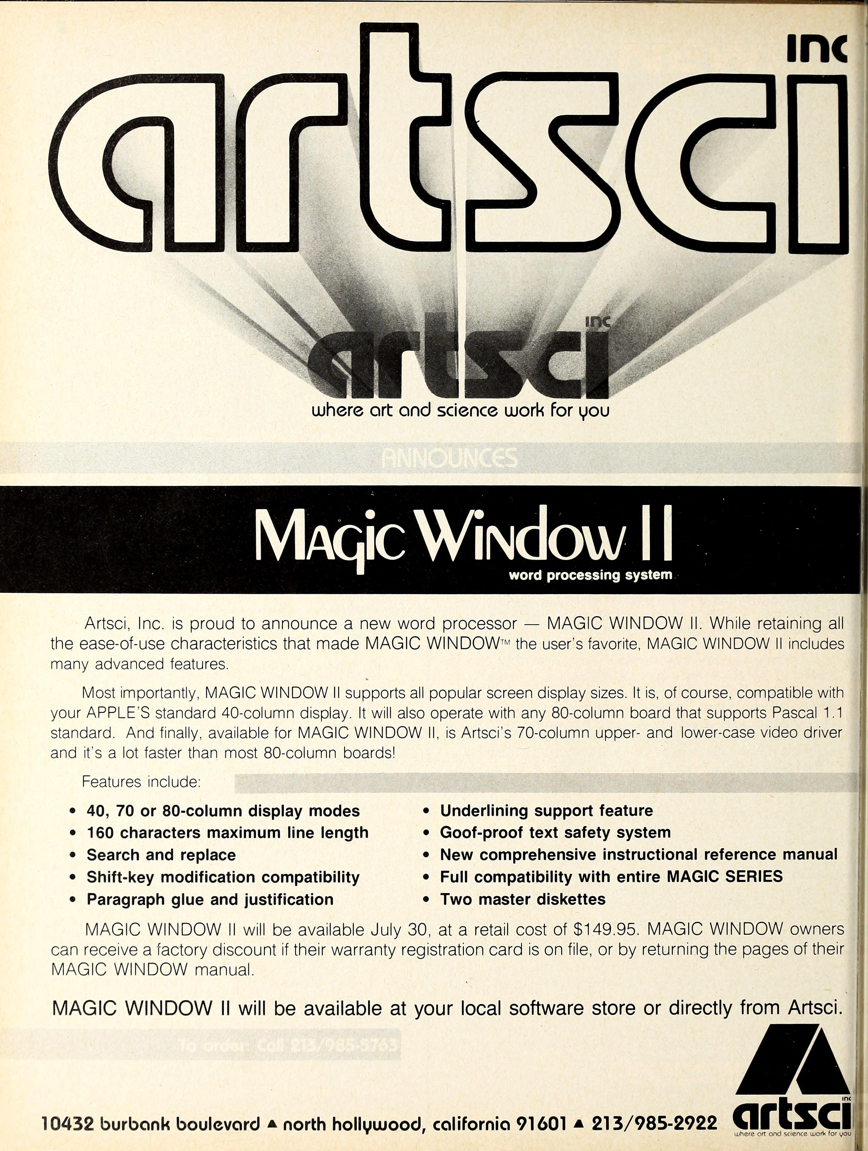 inc
artsci
inc
artsci
where art and science work for you
ANNOUNCES
MAGIC WINDOW II
word processing system
Artsci, Inc. is proud to announce a new word processor — MAGIC WINDOW II. While retaining all
the ease-of-use characteristics that made MAGIC WINDOW™ the user's favorite, MAGIC WINDOW II includes
many advanced features.
Most importantly, MAGIC WINDOW II supports all popular screen display sizes. It is, of course, compatible with
your APPLE'S standard 40-column display. It will also operate with any 80-column board that supports Pascal 1.1
standard. And finally, available for MAGIC WINDOW II, is Artsci's 70-column upper- and lower-case video driver
and it's a lot faster than most 80-column boards!
Features include:
• 40, 70 or 80-column display modes
• 160 characters maximum line length
• Search and replace
• Shift-key modification compatibility
• Paragraph glue and justification
• Underlining support feature
• Goof-proof text safety system
• New comprehensive instructional reference manual
• Full compatibility with entire MAGIC SERIES
• Two master diskettes
MAGIC WINDOW II will be available July 30, at a retail cost of $149.95. MAGIC WINDOW owners
can receive a factory discount if their warranty registration card is on file, or by returning the pages of their
MAGIC WINDOW manual.
MAGIC WINDOW II will be available at your local software store or directly from Artsci.
To order: Call 213/985-5763
10432 burbank boulevard ▲ north hollywood, california 91601 ▲ 213/985-2922
inc
artsci
where art and science work for you